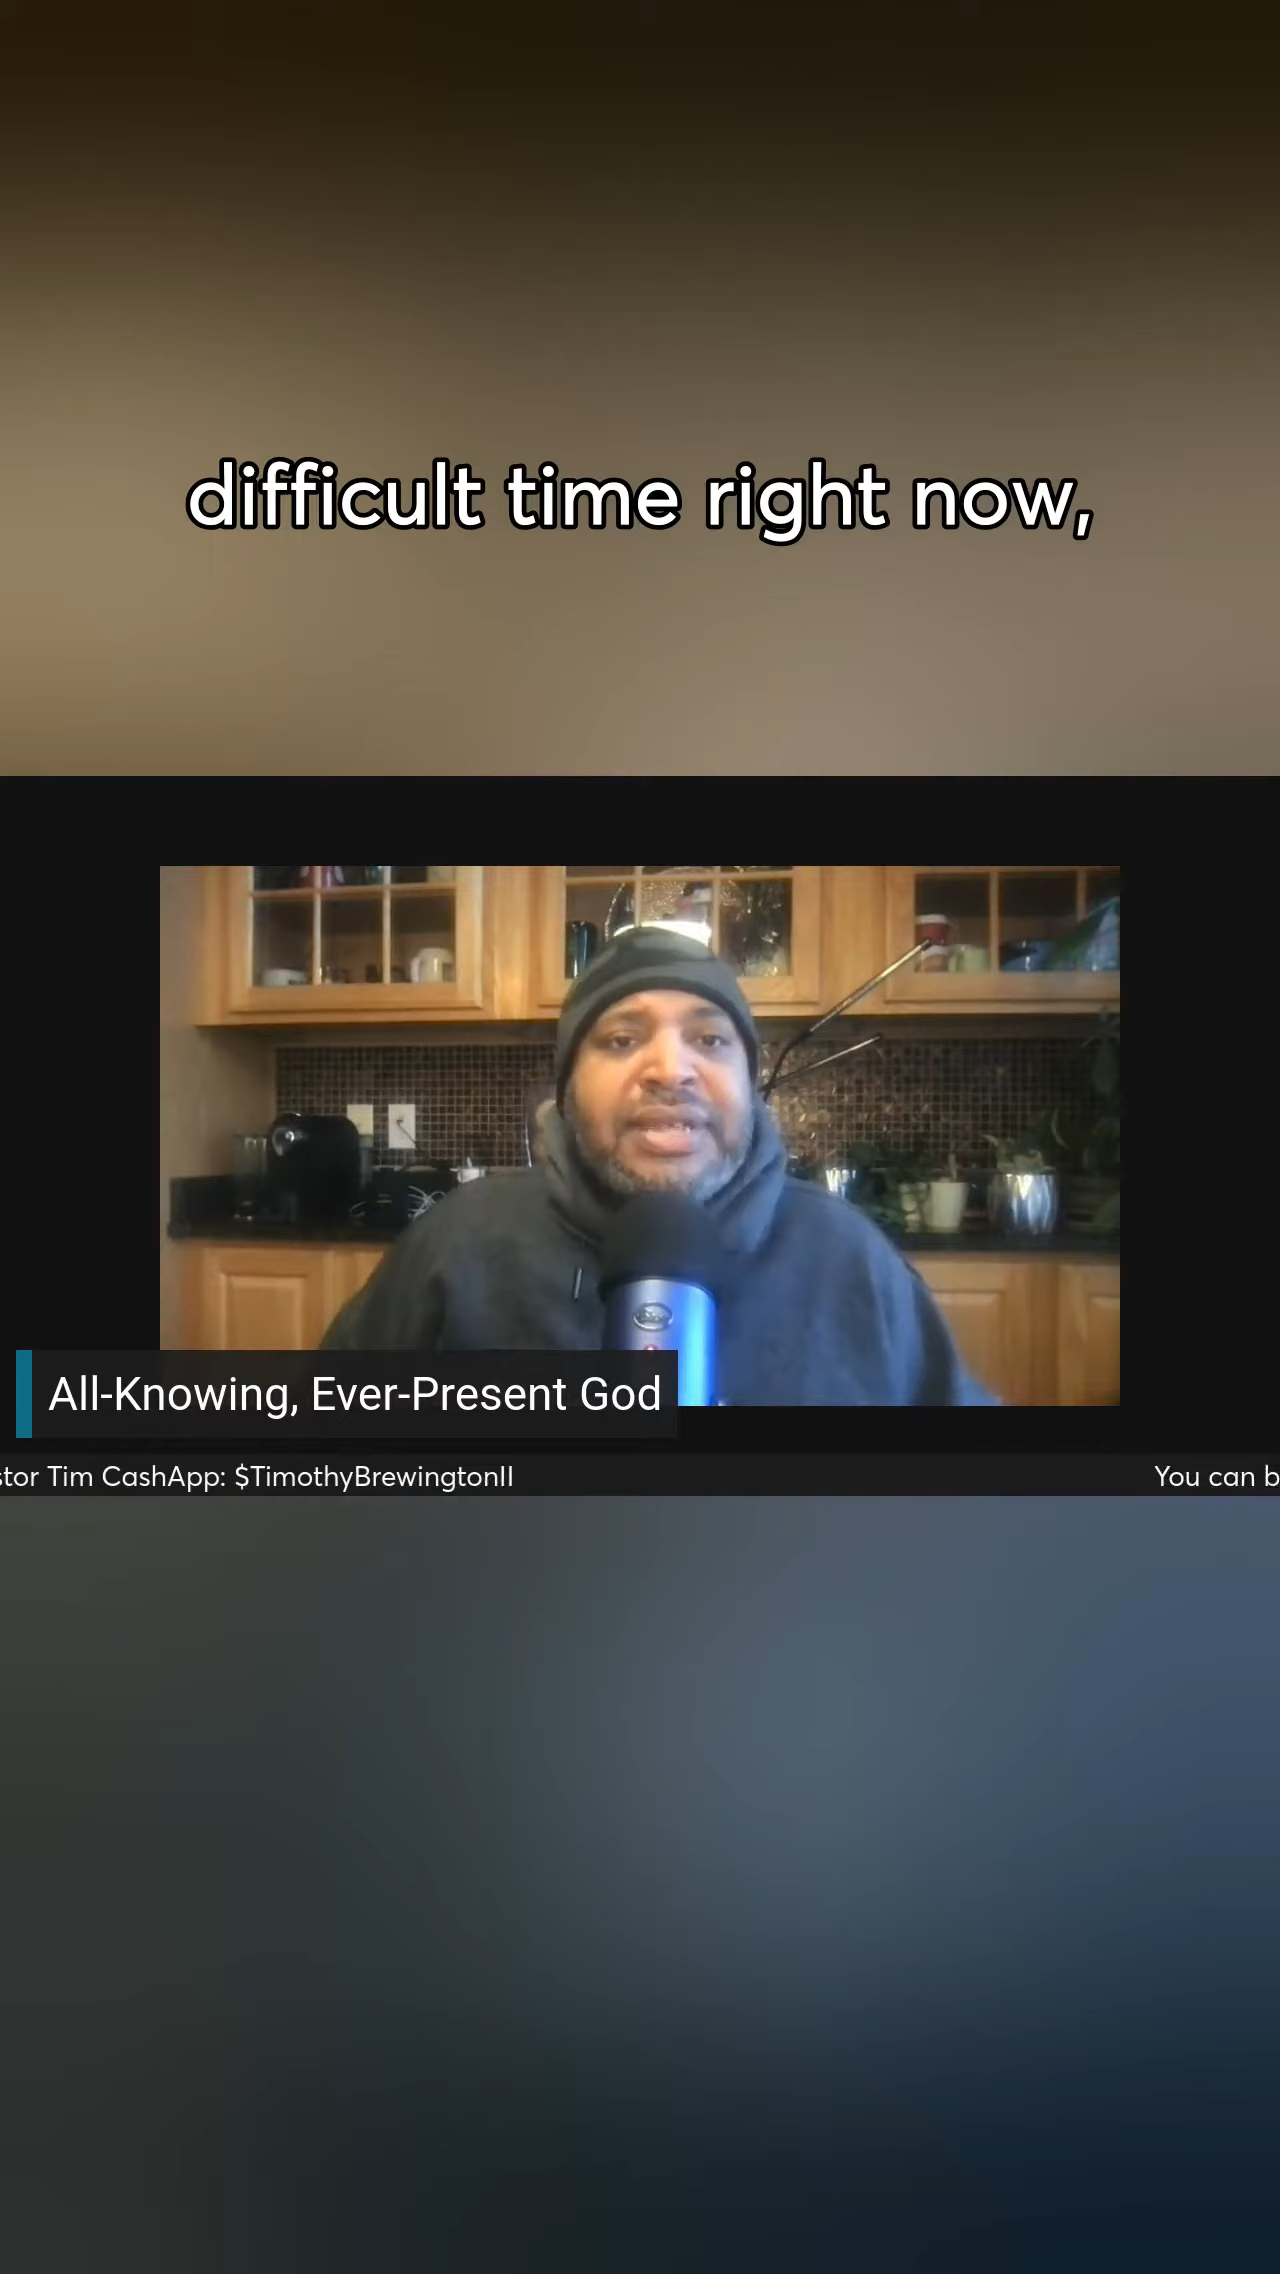 difficult time right now,
All-Knowing, Ever-Present God
stor Tim CashApp: $TimothyBrewingtonII
You can b